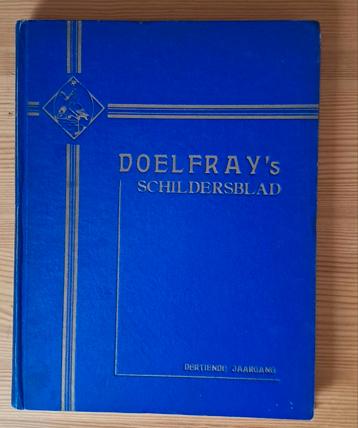 DOELFRAY's
SCHILDERSBLAD
DERTIENDE JAARGANG